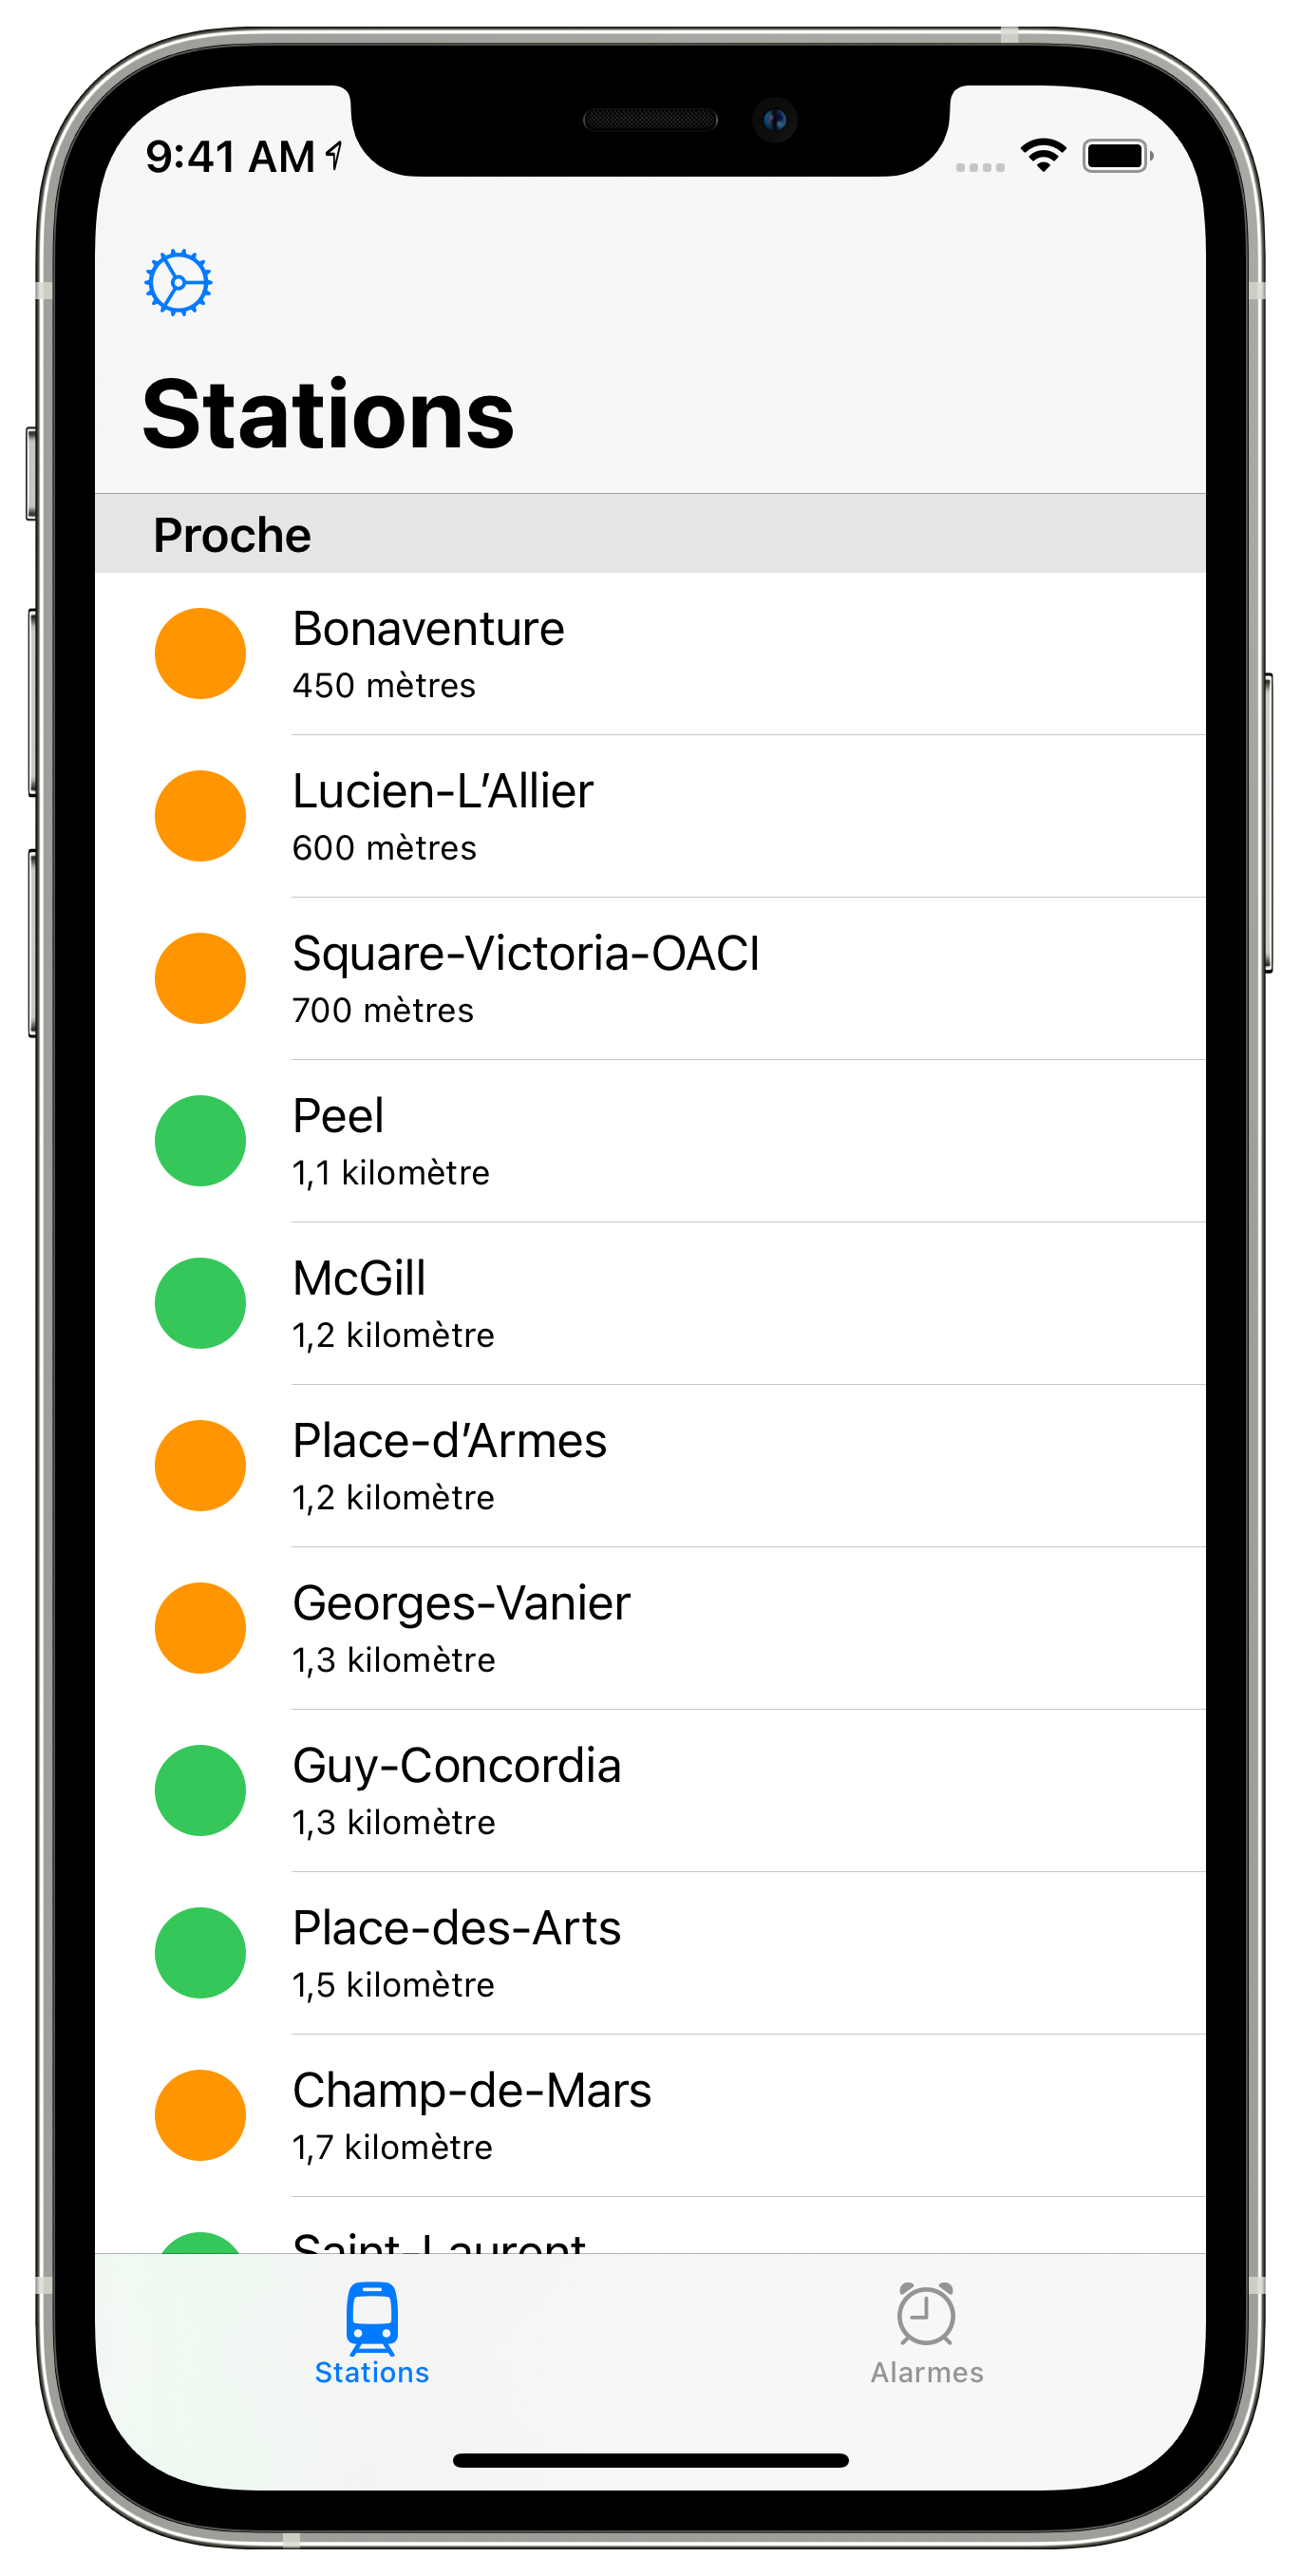 9:41 AM
Stations
Proche
Bonaventure
450 mètres
Lucien-L’Allier
600 mètres
Square-Victoria-OACI
700 mètres
Peel
1,1 kilomètre
McGill
1,2 kilomètre
Place-d’Armes
1,2 kilomètre
Georges-Vanier
1,3 kilomètre
Guy-Concordia
1,3 kilomètre
Place-des-Arts
1,5 kilomètre
Champ-de-Mars
1,7 kilomètre
Saint-Laurent
Stations
Alarmes